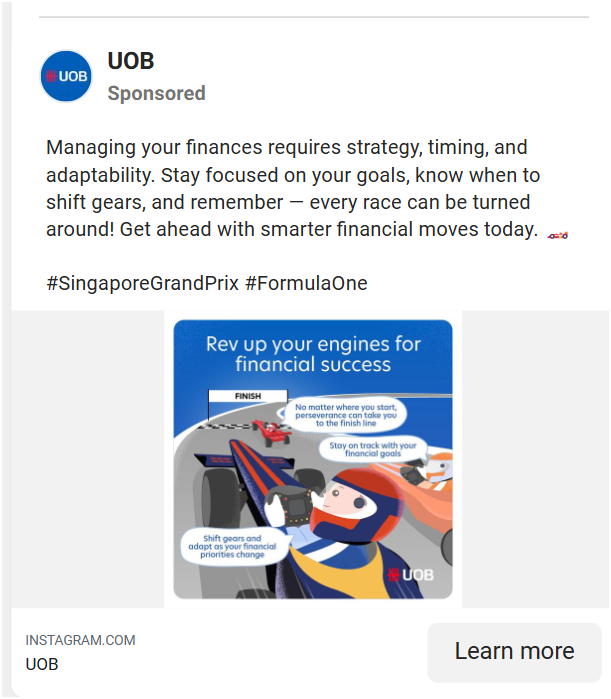 UOB
UOB
Sponsored
Managing your finances requires strategy, timing, and
adaptability. Stay focused on your goals, know when to
shift gears, and remember — every race can be turned
around! Get ahead with smarter financial moves today. 🏎️
#SingaporeGrandPrix #FormulaOne
Rev up your engines for
financial success
FINISH
No matter where you start,
perseverance can take you
to the finish line
Stay on track with your
financial goals
Shift gears and
adapt as your financial
priorities change
UOB
INSTAGRAM.COM
UOB
Learn more